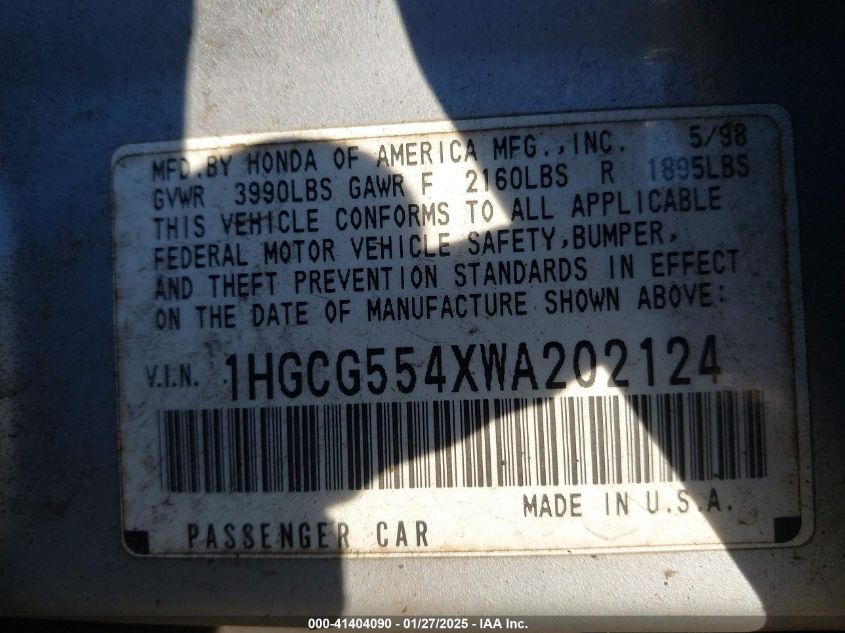 MFD.BY HONDA OF AMERICA MFG.,INC. 5/98
GVWR 3990LBS GAWR F 2160LBS R 1895LBS
THIS VEHICLE CONFORMS TO ALL APPLICABLE
FEDERAL MOTOR VEHICLE SAFETY,BUMPER,
AND THEFT PREVENTION STANDARDS IN EFFECT
ON THE DATE OF MANUFACTURE SHOWN ABOVE:
V.I.N. 1HGCG554XWA202124
MADE IN U.S.A.
PASSENGER CAR
000-41404090 - 01/27/2025 - IAA Inc.